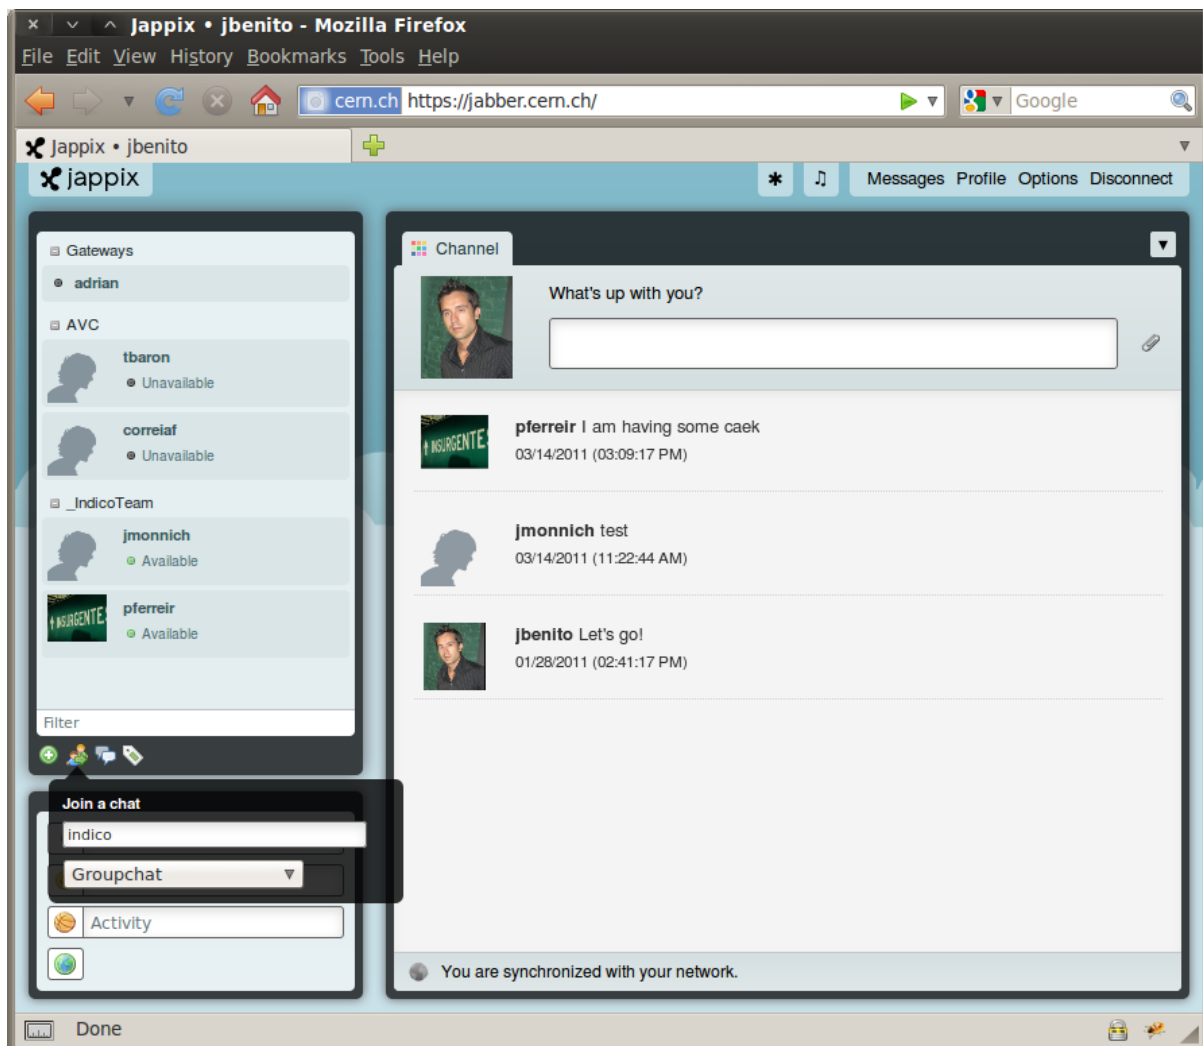 Jappix • jbenito - Mozilla Firefox
File Edit View History Bookmarks Tools Help
cern.ch https://jabber.cern.ch/
Google
Jappix • jbenito
jappix
Messages Profile Options Disconnect
Gateways
adrian
AVC
tbaron
Unavailable
correiaf
Unavailable
_IndicoTeam
jmonnich
Available
INSURGENTES
pferreir
Available
Filter
Join a chat
indico
Groupchat
Activity
Channel
What's up with you?
INSURGENTES
pferreir I am having some caek
03/14/2011 (03:09:17 PM)
jmonnich test
03/14/2011 (11:22:44 AM)
jbenito Let's go!
01/28/2011 (02:41:17 PM)
You are synchronized with your network.
Done